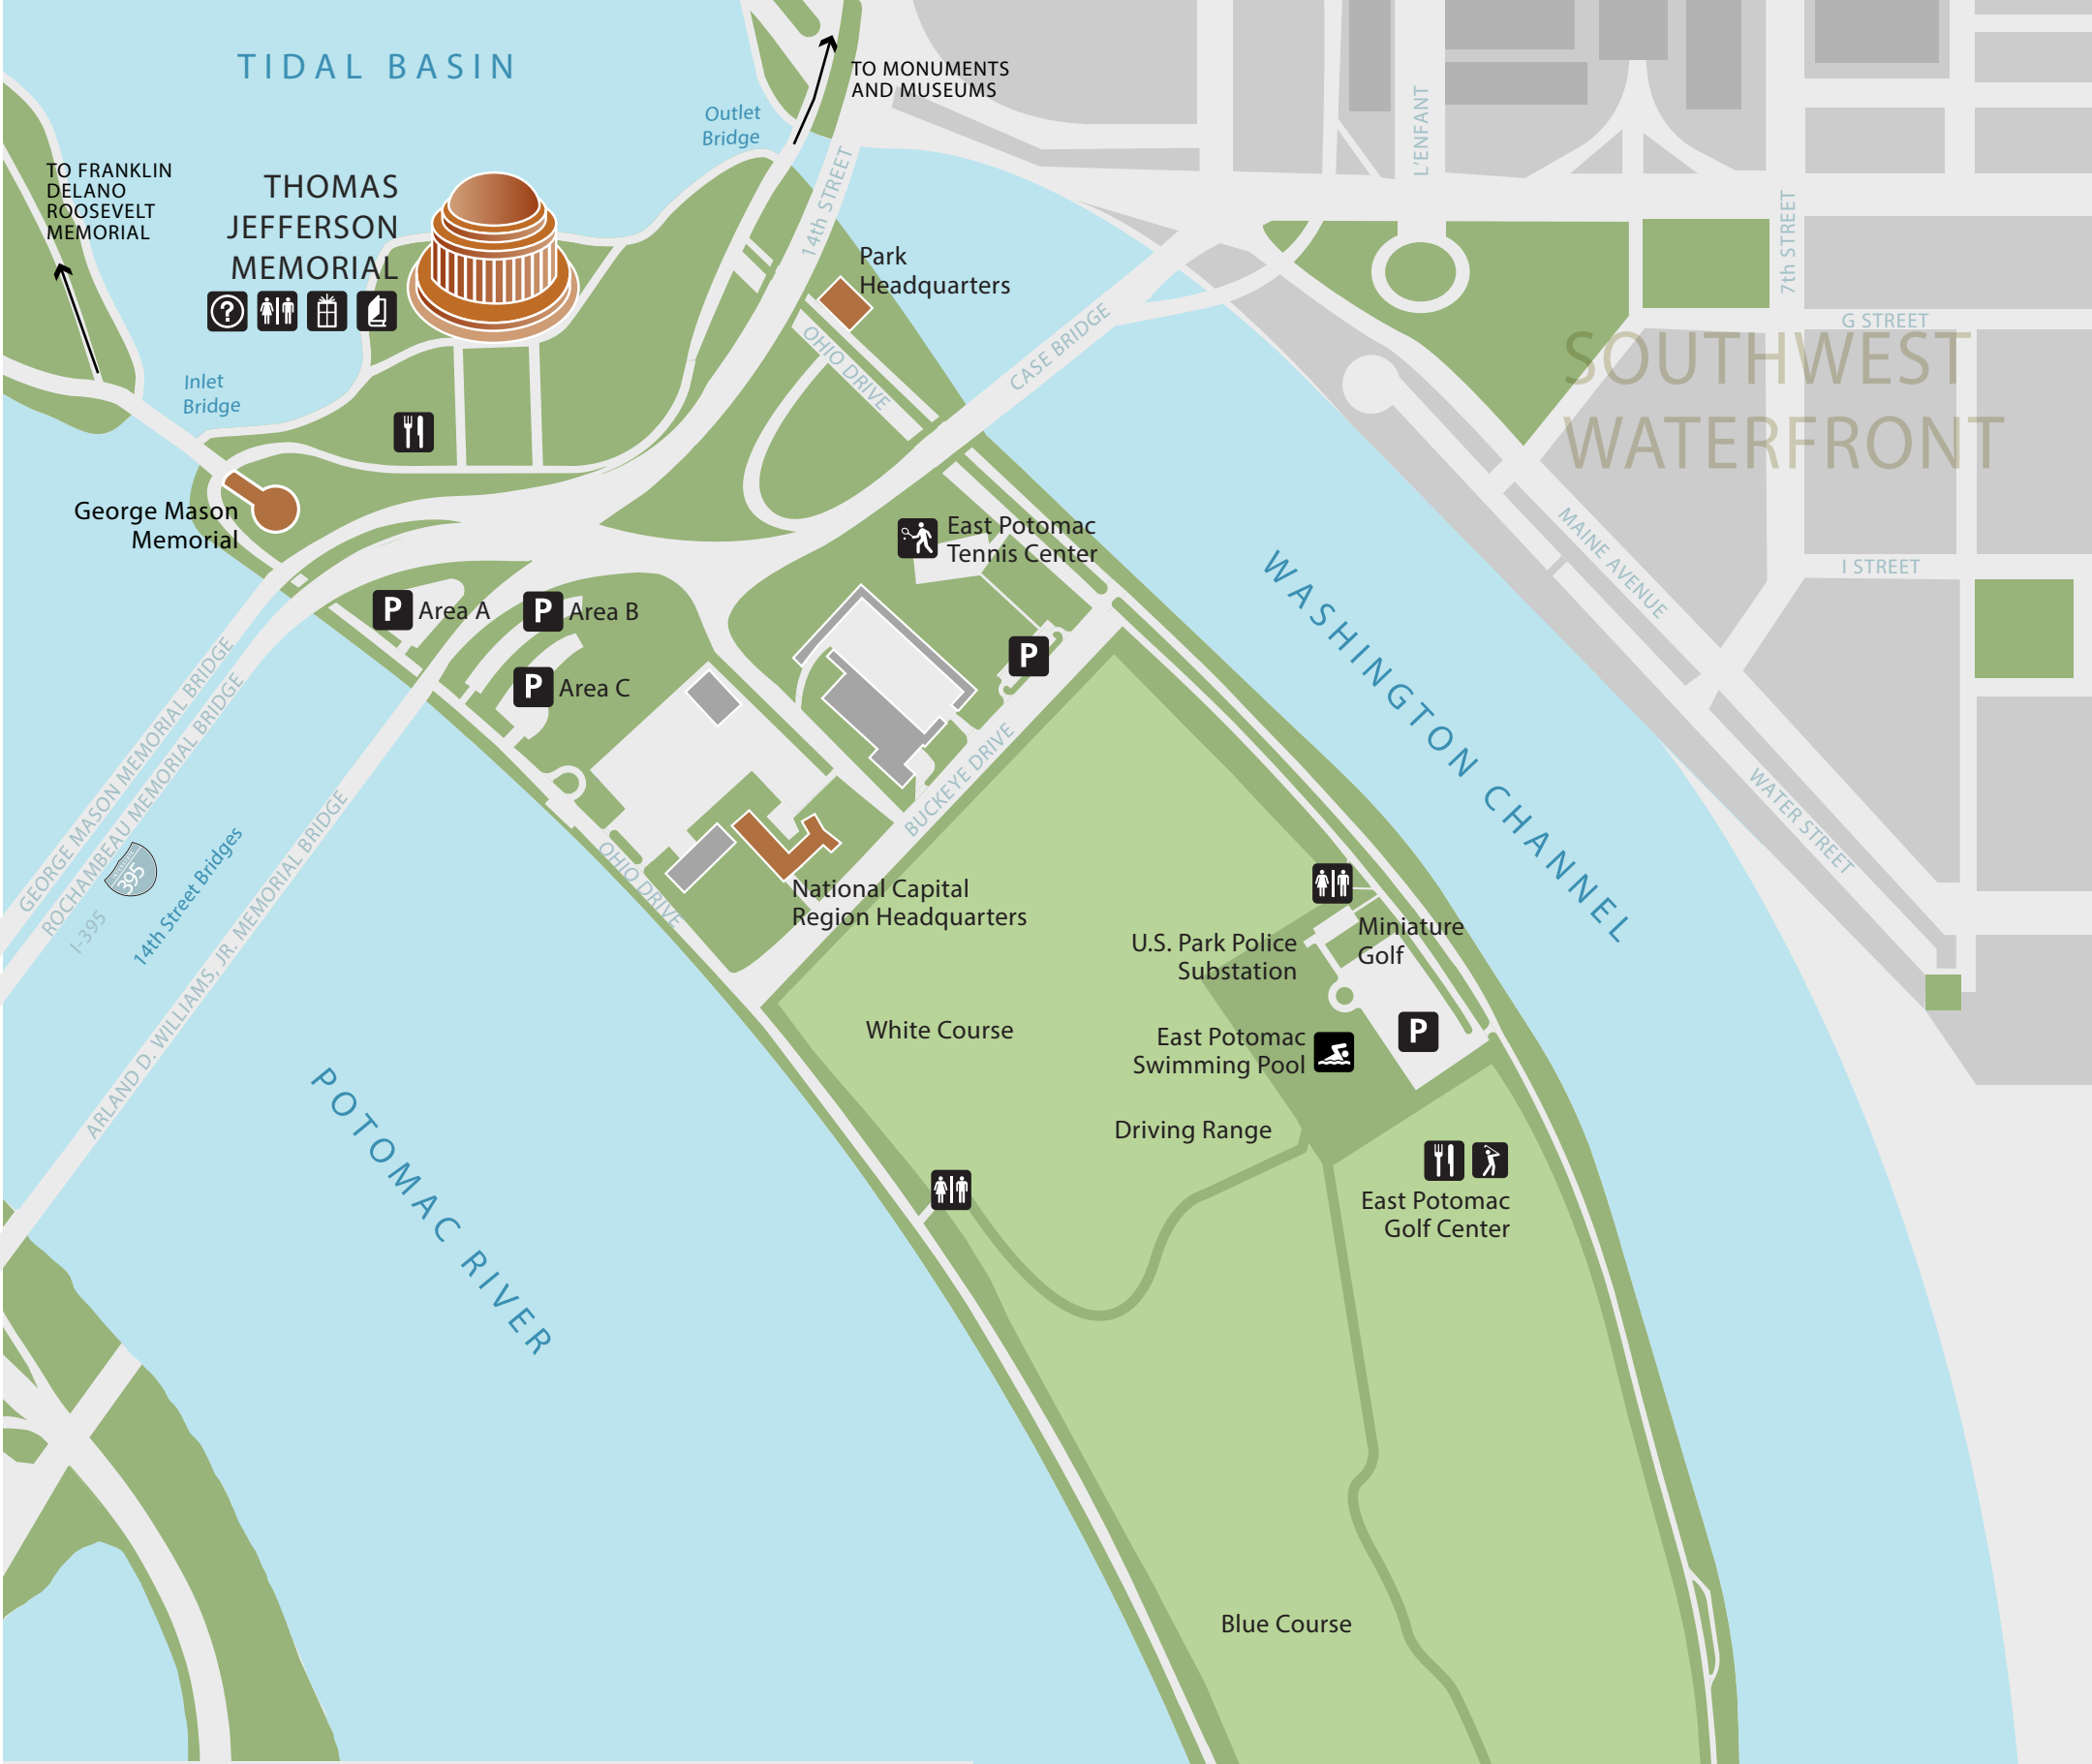 TIDAL BASIN
TO MONUMENTS
AND MUSEUMS
Outlet
Bridge
L'ENFANT
TO FRANKLIN
DELANO
ROOSEVELT
MEMORIAL
THOMAS
JEFFERSON
MEMORIAL
?
14th STREET
7th STREET
Park
Headquarters
OHIO DRIVE
CASE BRIDGE
G STREET
SOUTHWEST
WATERFRONT
Inlet
Bridge
George Mason
Memorial
East Potomac
Tennis Center
MAINE AVENUE
I STREET
P Area A
P Area B
P
P Area C
WASHINGTON CHANNEL
GEORGE MASON MEMORIAL BRIDGE
ROCHAMBEAU MEMORIAL BRIDGE
395
I-395
14th Street Bridges
ARLAND D. WILLIAMS, JR. MEMORIAL BRIDGE
BUCKEYE DRIVE
WATER STREET
OHIO DRIVE
National Capital
Region Headquarters
Miniature
Golf
U.S. Park Police
Substation
White Course
P
East Potomac
Swimming Pool
POTOMAC RIVER
Driving Range
East Potomac
Golf Center
Blue Course